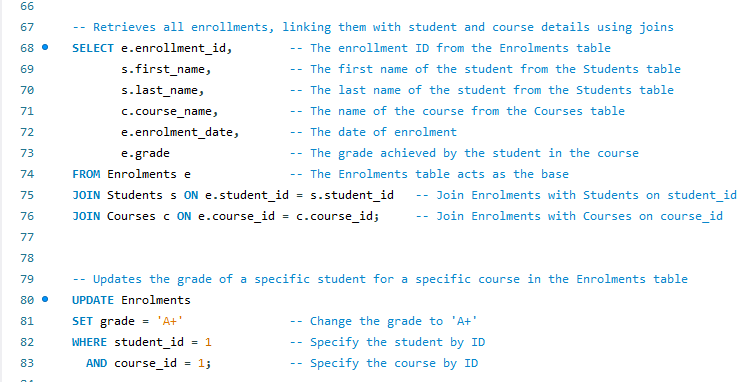 66
67 -- Retrieves all enrollments, linking them with student and course details using joins
68 SELECT e.enrollment_id, -- The enrollment ID from the Enrolments table
69 s.first_name, -- The first name of the student from the Students table
70 s.last_name, -- The last name of the student from the Students table
71 c.course_name, -- The name of the course from the Courses table
72 e.enrolment_date, -- The date of enrolment
73 e.grade -- The grade achieved by the student in the course
74 FROM Enrolments e -- The Enrolments table acts as the base
75 JOIN Students s ON e.student_id = s.student_id -- Join Enrolments with Students on student_id
76 JOIN Courses c ON e.course_id = c.course_id; -- Join Enrolments with Courses on course_id
77
78
79 -- Updates the grade of a specific student for a specific course in the Enrolments table
80 UPDATE Enrolments
81 SET grade = 'A+' -- Change the grade to 'A+'
82 WHERE student_id = 1 -- Specify the student by ID
83 AND course_id = 1; -- Specify the course by ID